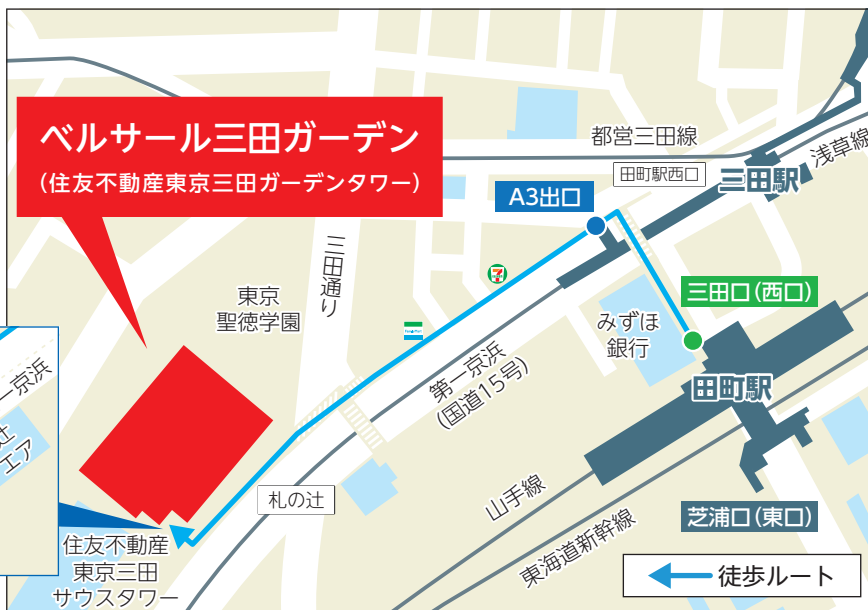 ベルサール三田ガーデン
(住友不動産東京三田ガーデンタワー)
都営三田線
浅草線
田町駅西口
三田駅
A3出口
三田通り
東京
聖徳学園
7
三田口(西口)
みずほ
銀行
第一京浜
(国道15号)
田町駅
一京浜
辻
エア
札の辻
山手線
東海道新幹線
芝浦口(東口)
住友不動産
東京三田
サウスタワー
徒歩ルート